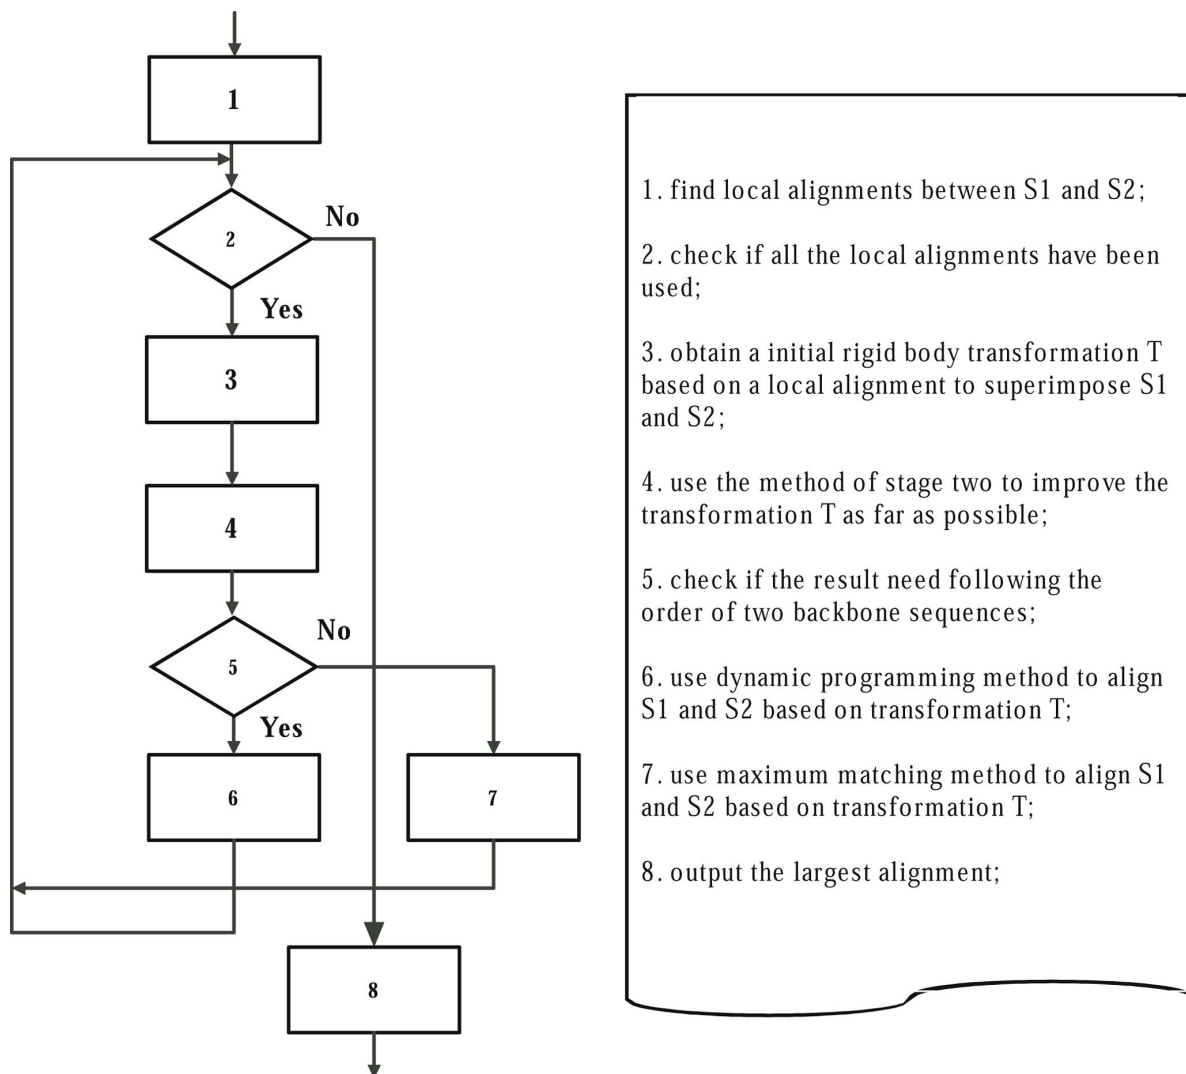 1
2
No
Yes
3
4
5
No
Yes
6
7
8
1. find local alignments between S1 and S2;
2. check if all the local alignments have been
used;
3. obtain a initial rigid body transformation T
based on a local alignment to superimpose S1
and S2;
4. use the method of stage two to improve the
transformation T as far as possible;
5. check if the result need following the
order of two backbone sequences;
6. use dynamic programming method to align
S1 and S2 based on transformation T;
7. use maximum matching method to align S1
and S2 based on transformation T;
8. output the largest alignment;